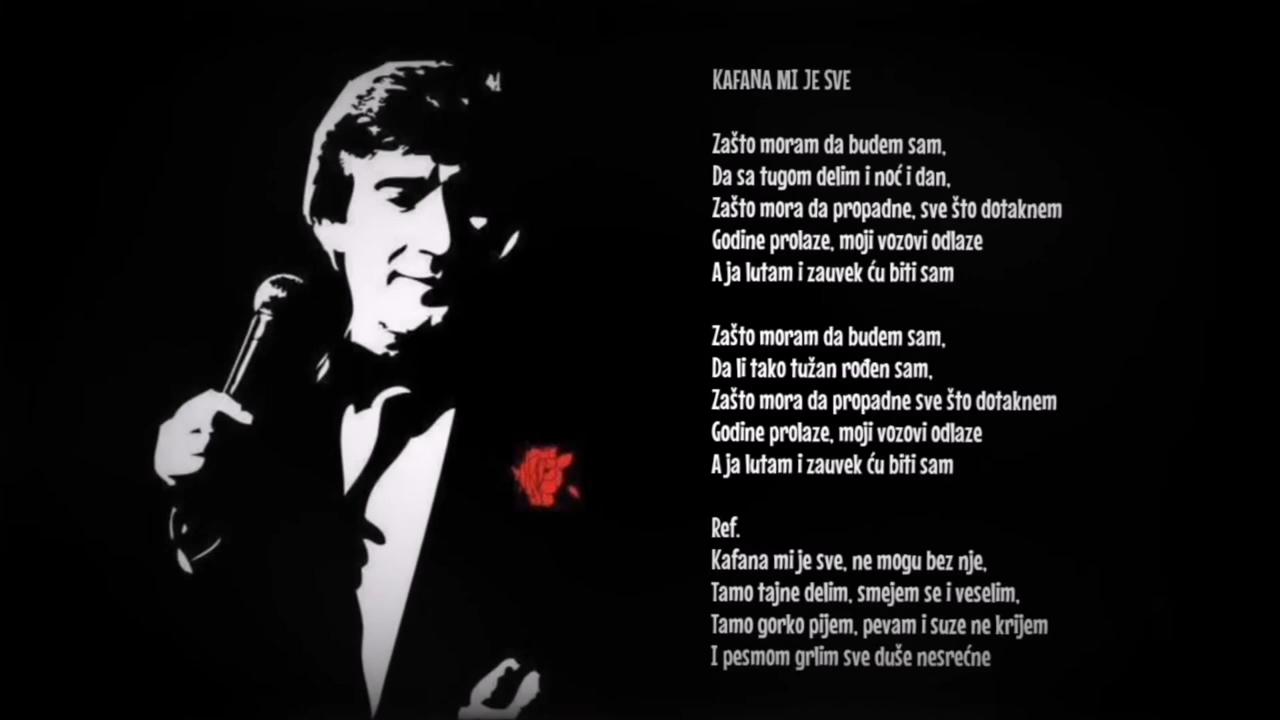 KAFANA MI JE SVE
Zašto moram da budem sam,
Da sa tugom delim i noć i dan,
Zašto mora da propadne, sve što dotaknem
Godine prolaze, moji vozovi odlaze
A ja lutam i zauvek ću biti sam
Zašto moram da budem sam,
Da li tako tužan rođen sam,
Zašto mora da propadne sve što dotaknem
Godine prolaze, moji vozovi odlaze
A ja lutam i zauvek ću biti sam
Ref.
Kafana mi je sve, ne mogu bez nje,
Tamo tajne delim, smejem se i veselim,
Tamo gorko pijem, pevam i suze ne krijem
I pesmom grlim sve duše nesrećne